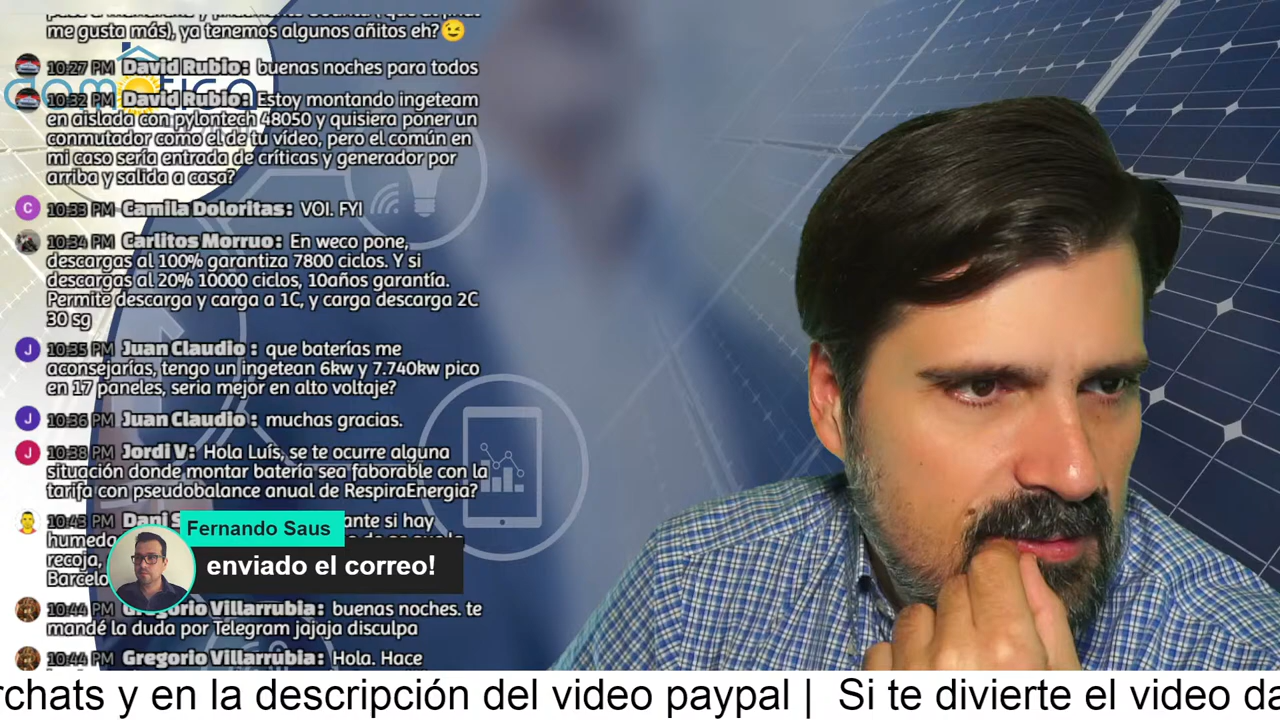 me gusta más), ya tenemos algunos añitos eh?😉
10:27 PM David Rubio: buenas noches para todos
10:32 PM David Rubio: Estoy montando ingeteam
en aislada con pylontech 48050 y quisiera poner un
conmutador como el de tu vídeo, pero el común en
mi caso sería entrada de críticas y generador por
arriba y salida a casa?
C 10:33 PM Camila Doloritas: VOI. FYI
10:34 PM Carlitos Morruo: En weco pone,
descargas al 100% garantiza 7800 ciclos. Y si
descargas al 20% 10000 ciclos, 10años garantía.
Permite descarga y carga a 1C, y carga descarga 2C
30 sg
J 10:35 PM Juan Claudio : que baterías me
aconsejarías, tengo un ingetean 6kw y 7.740kw pico
en 17 paneles, seria mejor en alto voltaje?
J 10:36 PM Juan Claudio : muchas gracias.
J 10:38 PM Jordi V: Hola Luís, se te ocurre alguna
situación donde montar batería sea faborable con la
tarifa con pseudobalance anual de RespiraEnergia?
10:43 PM Dani si hay
recoja,
Fernando Saus
enviado el correo!
10:44 PM Gregorio Villarrubia: buenas noches. te
mandé la duda por Telegram jajaja disculpa
10:44 PM Gregorio Villarrubia: Hola. Hace
y en la descripción del video paypal | Si te divierte el video